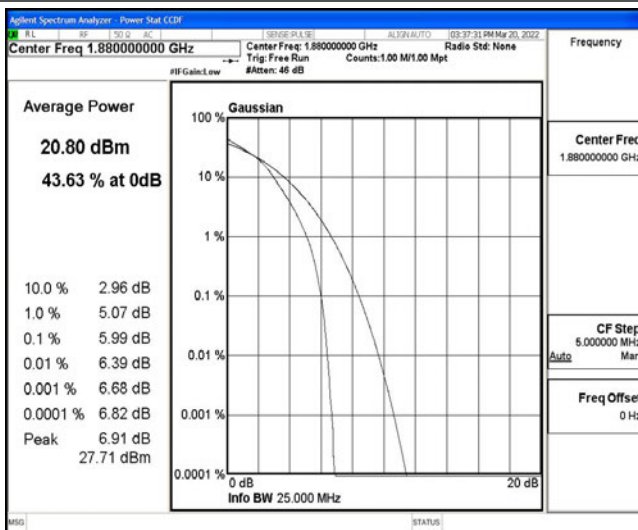 Agilent Spectrum Analyzer - Power Stat CCDF
RL RF 50 Ω AC SENSE:PULSE ALIGNAUTO 03:37:31 PM Mar 20, 2022
Center Freq 1.880000000 GHz
Center Freq: 1.880000000 GHz Radio Std: None
Trig: Free Run Counts:1.00 M/1.00 Mpt
#IFGain:Low #Atten: 46 dB
Frequency
Average Power
20.80 dBm
43.63 % at 0dB
10.0 % 2.96 dB
1.0 % 5.07 dB
0.1 % 5.99 dB
0.01 % 6.39 dB
0.001 % 6.68 dB
0.0001 % 6.82 dB
Peak 6.91 dB
27.71 dBm
Gaussian
100 %
10 %
1 %
0.1 %
0.01 %
0.001 %
0.0001 %
0 dB 20 dB
Info BW 25.000 MHz
Center Freq
1.880000000 GHz
CF Step
5.000000 MHz
Auto Man
Freq Offset
0 Hz
MSG STATUS